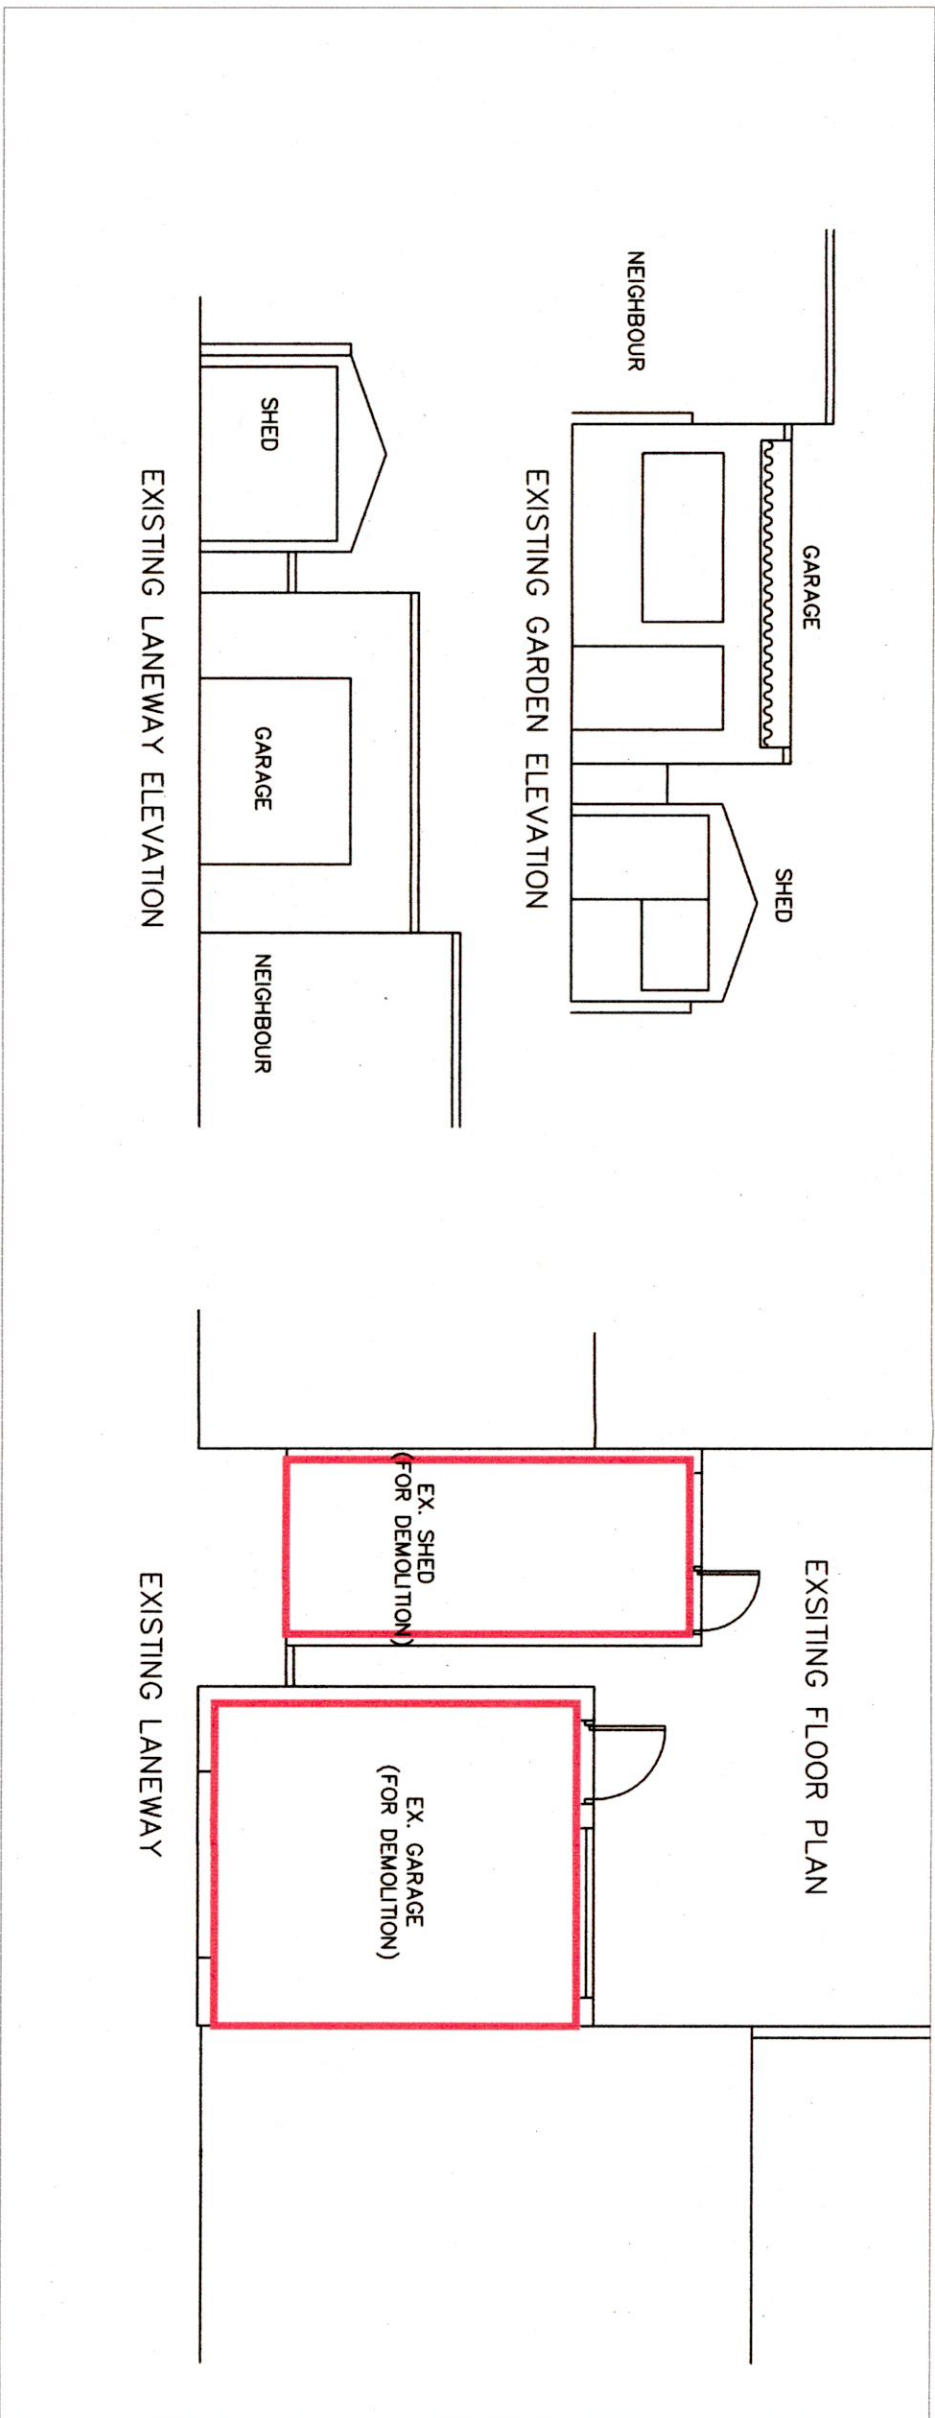 GARAGE
NEIGHBOUR
SHED
EXISTING GARDEN ELEVATION
SHED
GARAGE
NEIGHBOUR
EXISTING LANEWAY ELEVATION
EXSITING FLOOR PLAN
EX. SHED
(FOR DEMOLITION)
EX. GARAGE
(FOR DEMOLITION)
EXISTING LANEWAY